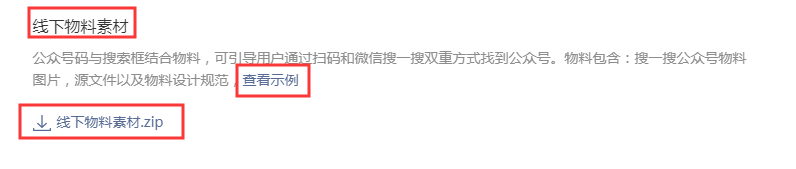 线下物料素材
公众号码与搜索框结合物料，可引导用户通过扫码和微信搜一搜双重方式找到公众号。物料包含：搜一搜公众号物料
图片，源文件以及物料设计规范，查看示例
线下物料素材.zip